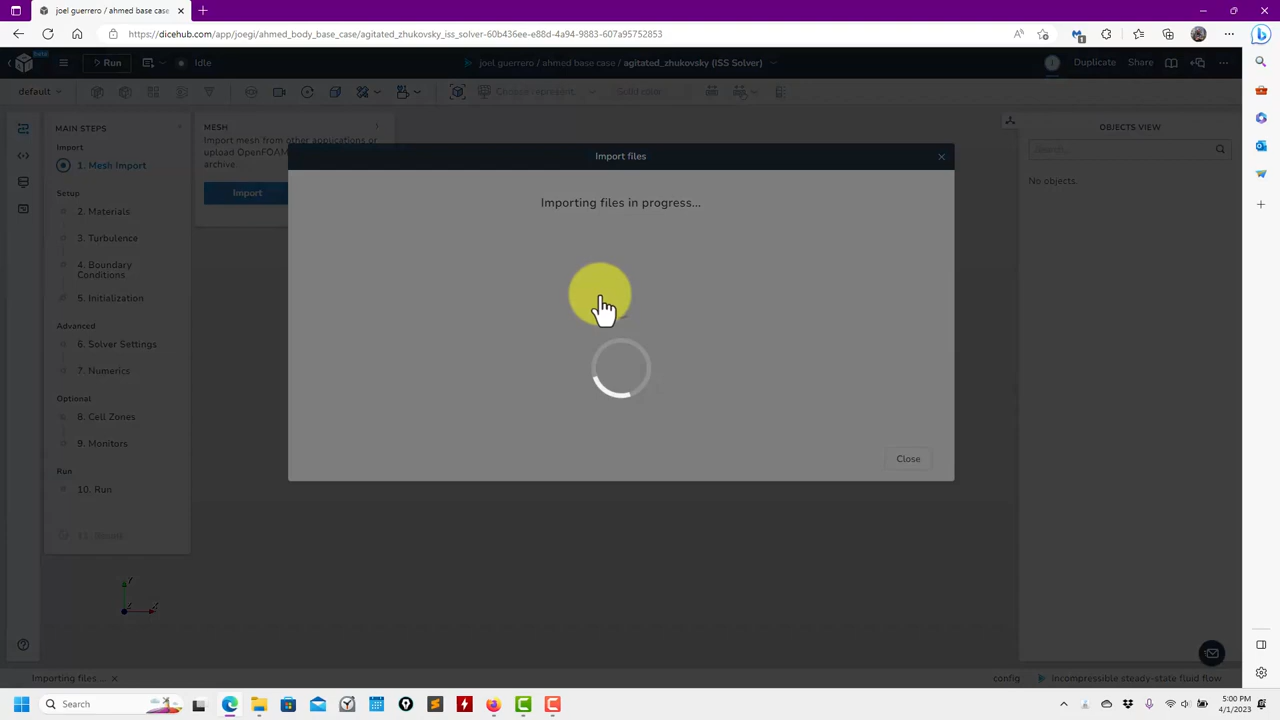 joel guerrero / ahmed base case
https://dicehub.com/app/joegi/ahmed_body_base_case/agitated_zhukovsky_iss_solver-60b436ee-e88d-4a94-9883-607a95752853
beta
Run
Idle
joel guerrero / ahmed base case / agitated_zhukovsky (ISS Solver)
Duplicate
Share
default
Solid color
MAIN STEPS
Import
1. Mesh Import
Setup
2. Materials
3. Turbulence
4. Boundary
Conditions
5. Initialization
Advanced
6. Solver Settings
7. Numerics
Optional
8. Cell Zones
9. Monitors
Run
10. Run
MESH
Import mesh from other applications or
upload OpenFOAM
archive
Import
Import files
Importing files in progress...
Close
OBJECTS VIEW
Search...
No objects.
Importing files...
config
Incompressible steady-state fluid flow
Search
5:00 PM
4/1/2023